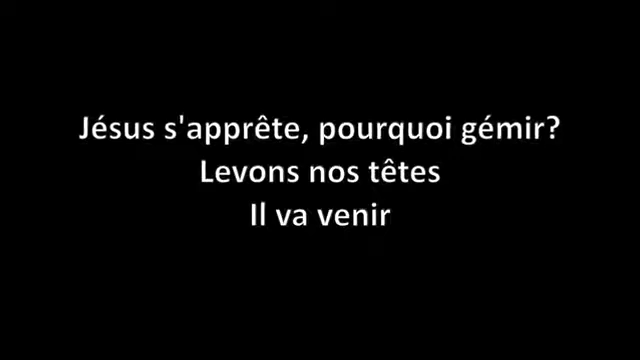 Jésus s'apprête, pourquoi gémir?
Levons nos têtes
Il va venir